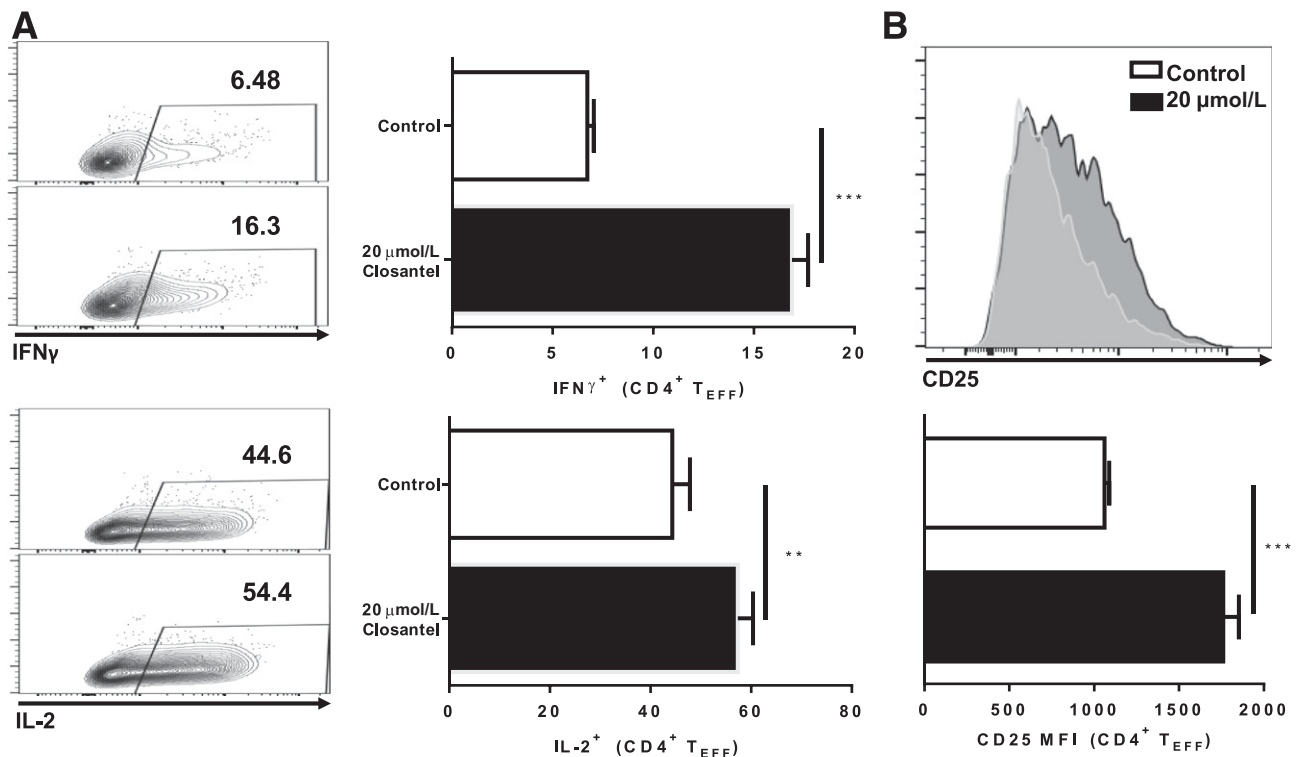 A
6.48
16.3
IFNγ
Control
20 μmol/L
Closantel
***
0 5 10 15 20
IFNγ+ (CD4+ TEFF)
44.6
54.4
IL-2
Control
20 μmol/L
Closantel
**
0 20 40 60 80
IL-2+ (CD4+ TEFF)
B
Control
20 μmol/L
CD25
***
0 500 1000 1500 2000
CD25 MFI (CD4+ TEFF)